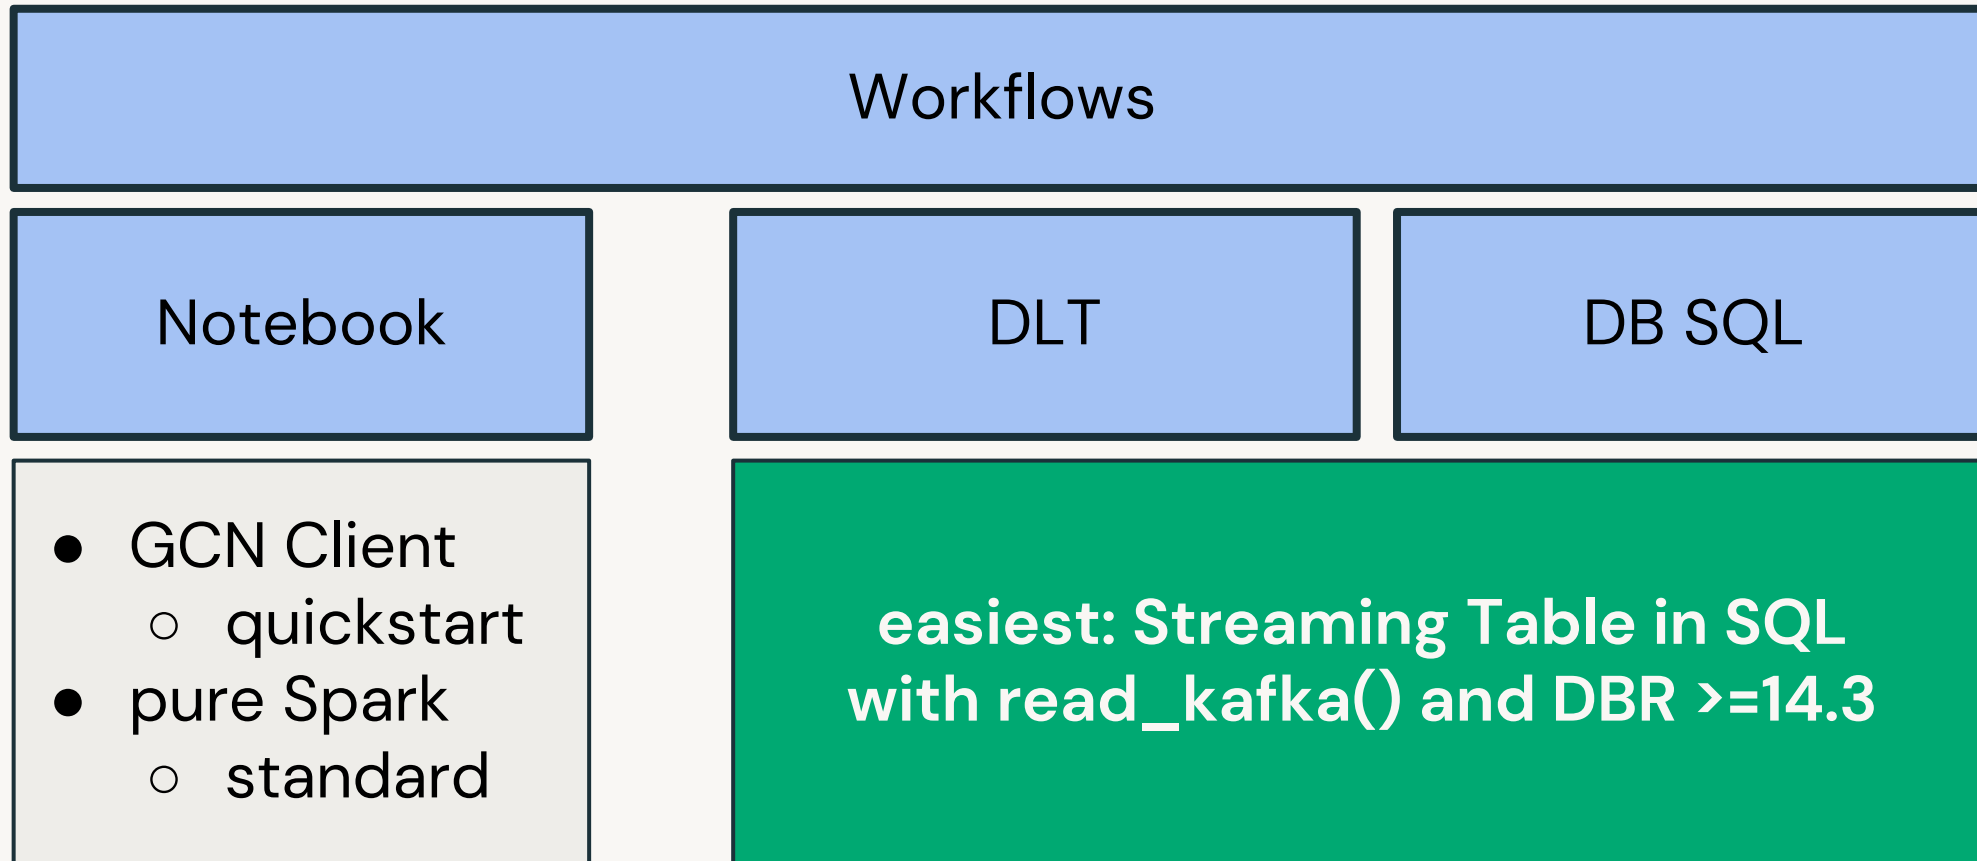 Workflows
Notebook
DLT
DB SQL
● GCN Client
○ quickstart
● pure Spark
○ standard
easiest: Streaming Table in SQL
with read_kafka() and DBR >=14.3